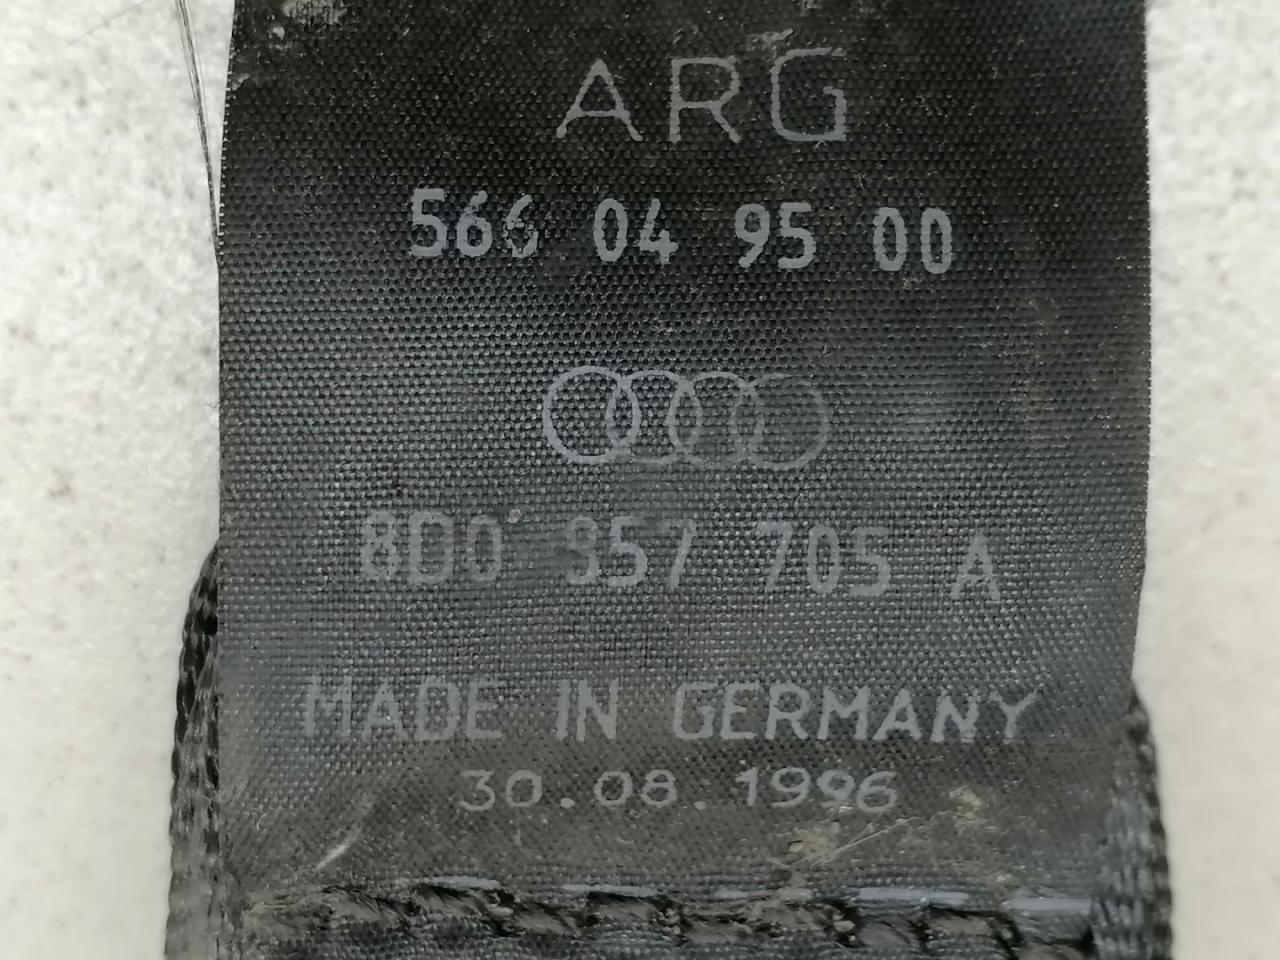 ARG
566 04 95 00
8D0 857 705 A
MADE IN GERMANY
30.08.1996